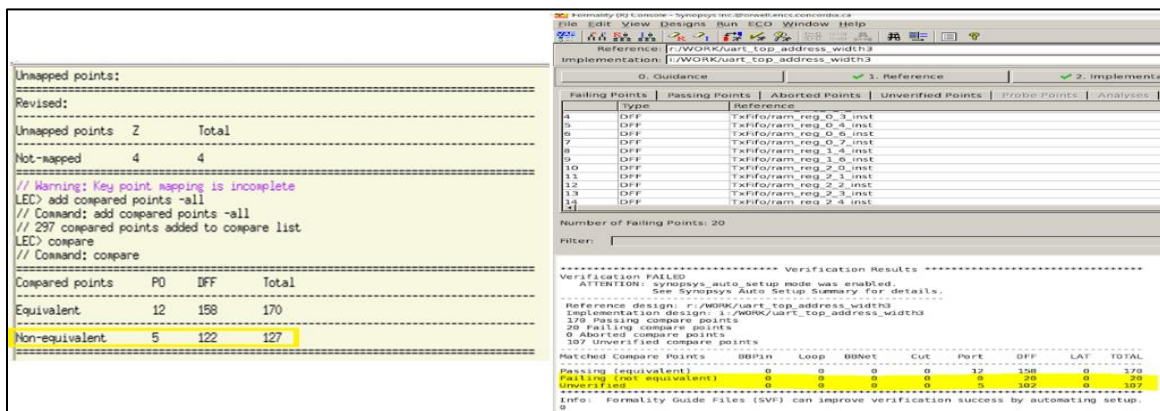 Unmapped points:
Revised:
Unmapped points Z Total
Not-mapped 4 4
// Warning: Key point mapping is incomplete
LEC> add compared points -all
// Command: add compared points -all
// 297 compared points added to compare list
LEC> compare
// Command: compare
Compared points PO DFF Total
Equivalent 12 158 170
Non-equivalent 5 122 127
Formality (R) Console - Synopsys Inc.@orwell.encs.concordia.ca
File Edit View Designs Run ECO Window Help
Reference: r:/WORK/uart_top_address_width3
Implementation: i:/WORK/uart_top_address_width3
0. Guidance 1. Reference 2. Implementa
Failing Points Passing Points Aborted Points Unverified Points Probe Points Analyses
Type Reference
4 DFF TxFifo/ram_reg_0_3_inst
5 DFF TxFifo/ram_reg_0_4_inst
6 DFF TxFifo/ram_reg_0_6_inst
7 DFF TxFifo/ram_reg_0_7_inst
8 DFF TxFifo/ram_reg_1_4_inst
9 DFF TxFifo/ram_reg_1_6_inst
10 DFF TxFifo/ram_reg_2_0_inst
11 DFF TxFifo/ram_reg_2_1_inst
12 DFF TxFifo/ram_reg_2_2_inst
13 DFF TxFifo/ram_reg_2_3_inst
14 DFF TxFifo/ram_reg_2_4_inst
Number of Failing Points: 20
Filter:
********************************* Verification Results *********************************
Verification FAILED
ATTENTION: synopsys_auto_setup mode was enabled.
See Synopsys Auto Setup Summary for details.
Reference design: r:/WORK/uart_top_address_width3
Implementation design: i:/WORK/uart_top_address_width3
170 Passing compare points
20 Failing compare points
0 Aborted compare points
107 Unverified compare points
Matched Compare Points BBPin Loop BBNet Cut Port DFF LAT TOTAL
Passing (equivalent) 0 0 0 0 12 158 0 170
Failing (not equivalent) 0 0 0 0 0 20 0 20
Unverified 0 0 0 0 5 102 0 107
Info: Formality Guide Files (SVF) can improve verification success by automating setup.
0